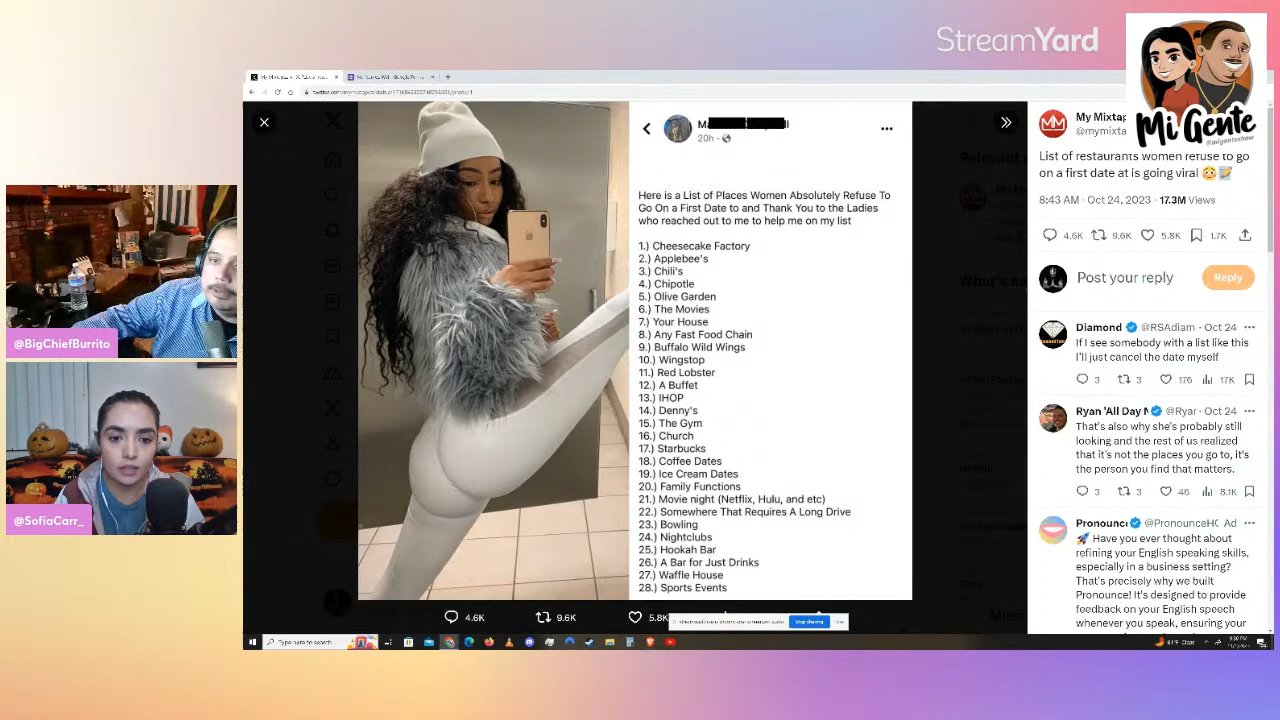 StreamYard
Mi Gente
@migenteshow
@BigChiefBurrito
@SofiaCarr_
20h
Here is a List of Places Women Absolutely Refuse To
Go On a First Date to and Thank You to the Ladies
who reached out to me to help me on my list
1.) Cheesecake Factory
2.) Applebee's
3.) Chili's
4.) Chipotle
5.) Olive Garden
6.) The Movies
7.) Your House
8.) Any Fast Food Chain
9.) Buffalo Wild Wings
10.) Wingstop
11.) Red Lobster
12.) A Buffet
13.) IHOP
14.) Denny's
15.) The Gym
16.) Church
17.) Starbucks
18.) Coffee Dates
19.) Ice Cream Dates
20.) Family Functions
21.) Movie night (Netflix, Hulu, and etc)
22.) Somewhere That Requires A Long Drive
23.) Bowling
24.) Nightclubs
25.) Hookah Bar
26.) A Bar for Just Drinks
27.) Waffle House
28.) Sports Events
4.6K 9.6K 5.8K
My Mixtap
@mymixta
List of restaurants women refuse to go
on a first date at is going viral
8:43 AM · Oct 24, 2023 · 17.3M Views
4.6K 9.6K 5.8K 1.7K
Post your reply
Reply
Diamond @RSAdiam · Oct 24
If I see somebody with a list like this
I'll just cancel the date myself
3 3 176 17K
Ryan 'All Day N @Ryar · Oct 24
That's also why she's probably still
looking and the rest of us realized
that it's not the places you go to, it's
the person you find that matters.
3 3 46 8.1K
Pronounce @PronounceHQ Ad
Have you ever thought about
refining your English speaking skills,
especially in a business setting?
That's precisely why we built
Pronounce! It's designed to provide
feedback on your English speech
whenever you speak, ensuring your
Stop sharing
Type here to search